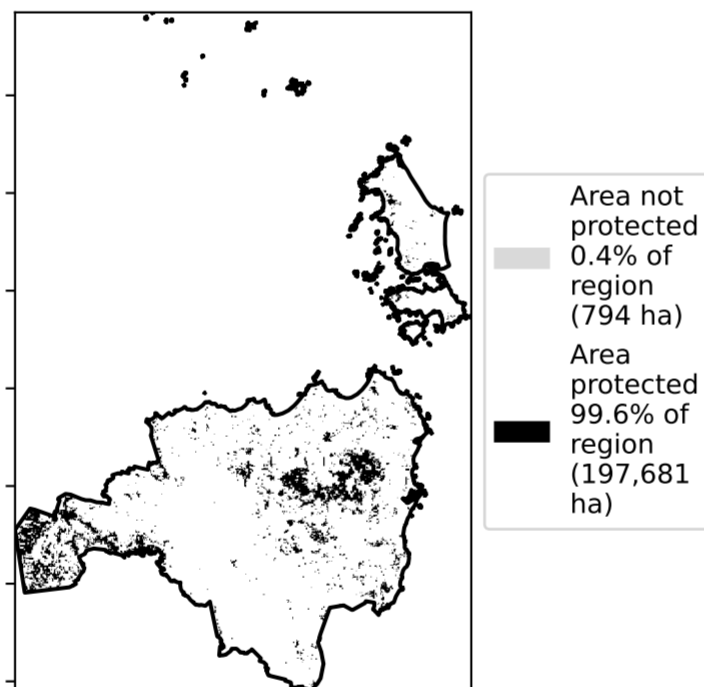 Area not
protected
0.4% of
region
(794 ha)
Area
protected
99.6% of
region
(197,681
ha)